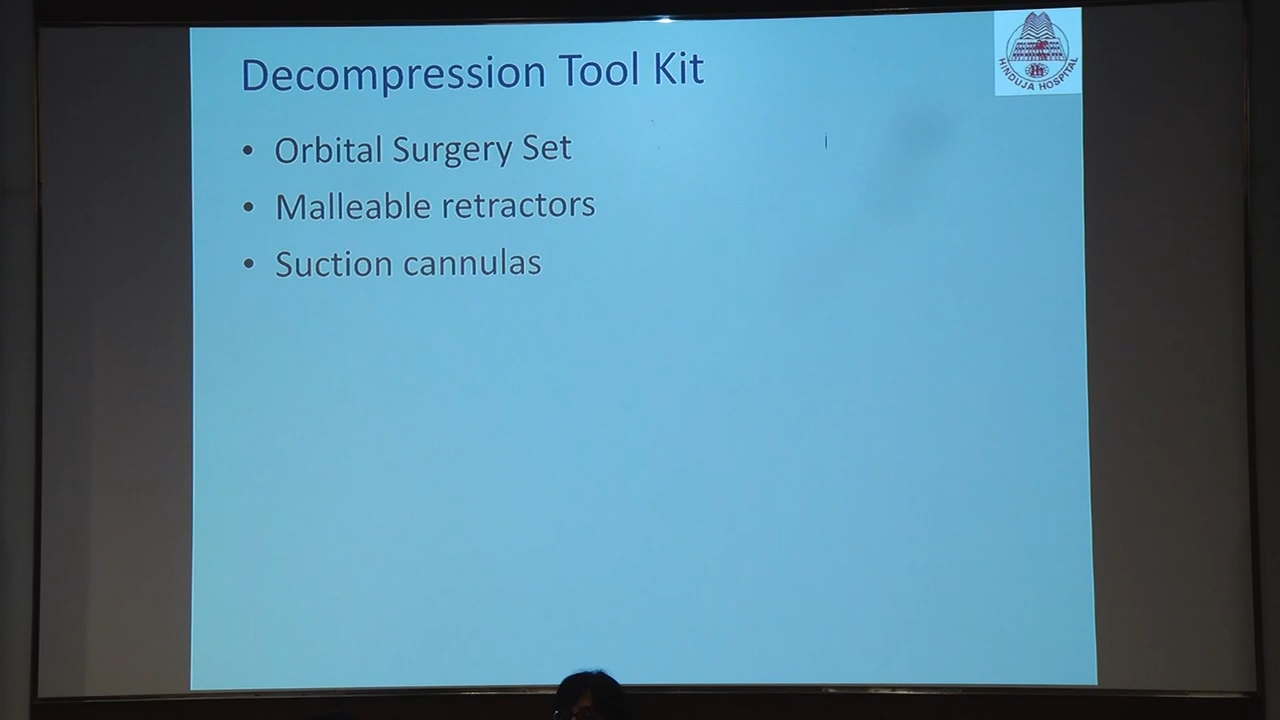 Decompression Tool Kit
HINDUJA HOSPITAL
• Orbital Surgery Set
• Malleable retractors
• Suction cannulas